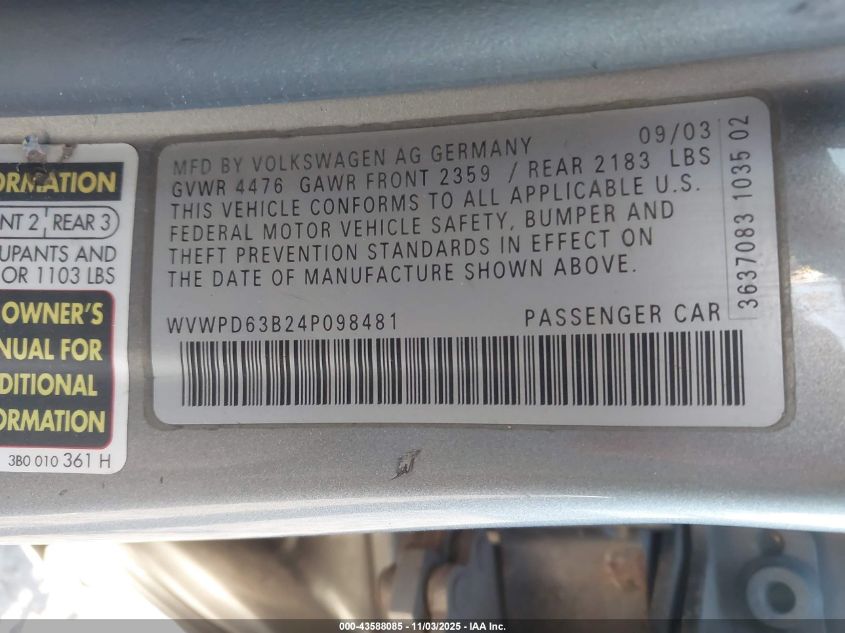 ORMATION
NT 2 REAR 3
UPANTS AND
OR 1103 LBS
OWNER'S
NUAL FOR
DITIONAL
FORMATION
3B0 010 361 H
09/03
MFD BY VOLKSWAGEN AG GERMANY
GVWR 4476 GAWR FRONT 2359 / REAR 2183 LBS
THIS VEHICLE CONFORMS TO ALL APPLICABLE U.S.
FEDERAL MOTOR VEHICLE SAFETY, BUMPER AND
THEFT PREVENTION STANDARDS IN EFFECT ON
THE DATE OF MANUFACTURE SHOWN ABOVE.
WVWPD63B24P098481 PASSENGER CAR
3637083 1035 02
000-43588085 - 11/03/2025 - IAA Inc.